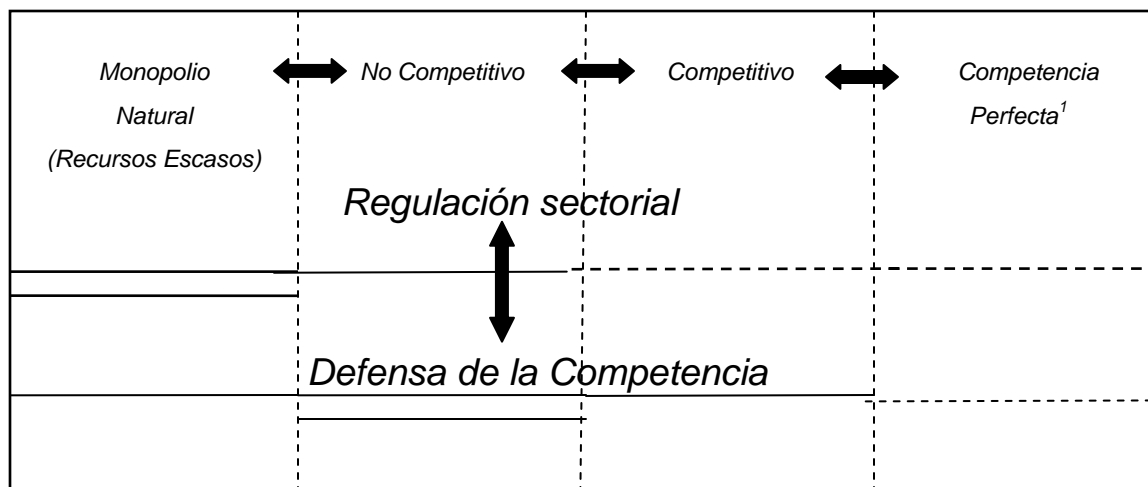 Monopolio
Natural
(Recursos Escasos)
No Competitivo
Competitivo
Competencia
Perfecta¹
Regulación sectorial
Defensa de la Competencia